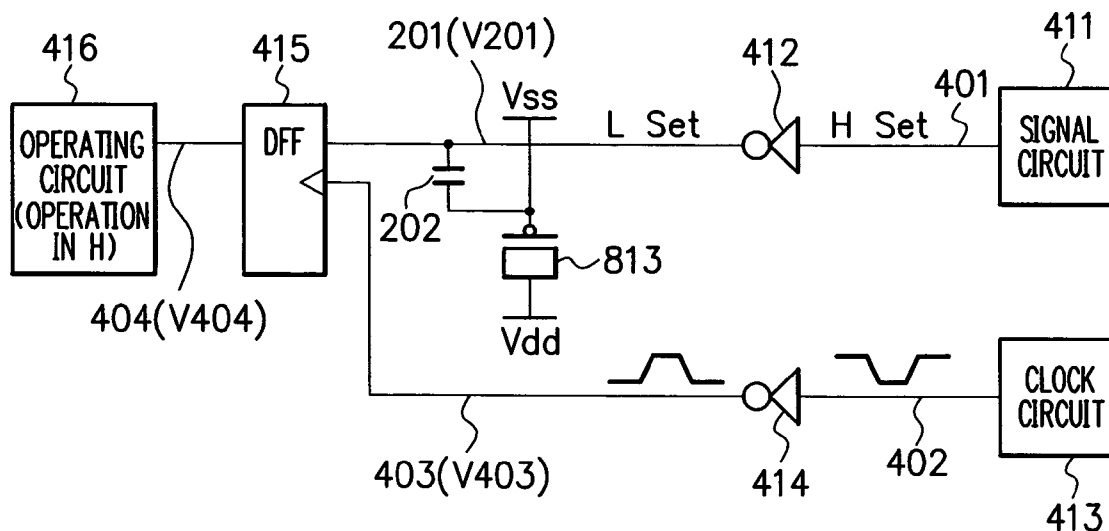 416
415
201(V201)
412
411
Vss
401
L Set
H Set
OPERATING
CIRCUIT
(OPERATION
IN H)
DFF
SIGNAL
CIRCUIT
202
813
404(V404)
Vdd
CLOCK
CIRCUIT
403(V403)
414
402
413